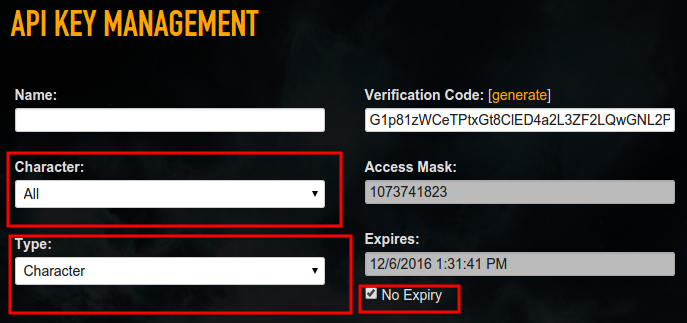 API KEY MANAGEMENT
Name:
Verification Code: [generate]
G1p81zWCeTPtxGt8ClED4a2L3ZF2LQwGNL2P
Character:
All
Access Mask:
1073741823
Type:
Character
Expires:
12/6/2016 1:31:41 PM
No Expiry